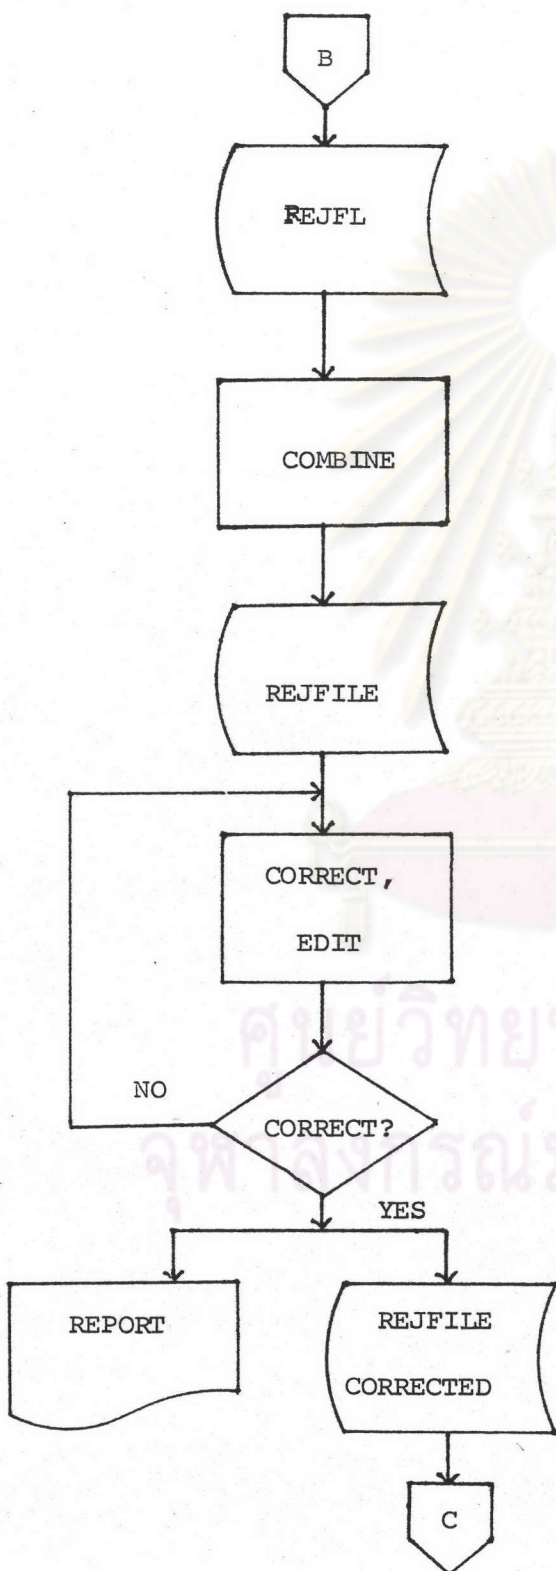 B
REJFL
COMBINE
REJFILE
CORRECT,
EDIT
NO
CORRECT?
YES
REPORT
REJFILE
CORRECTED
C